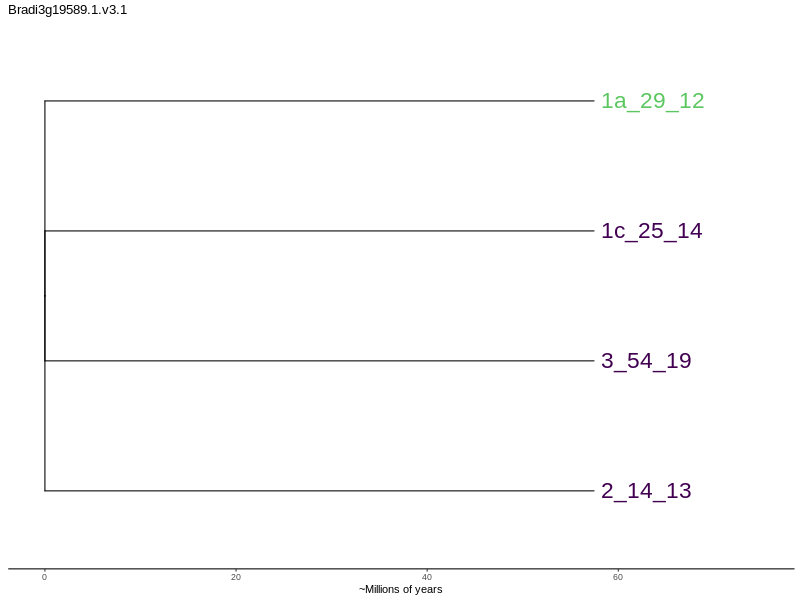 Bradi3g19589.1.v3.1
1a_29_12
1c_25_14
3_54_19
2_14_13
0 20 40 60
~Millions of years